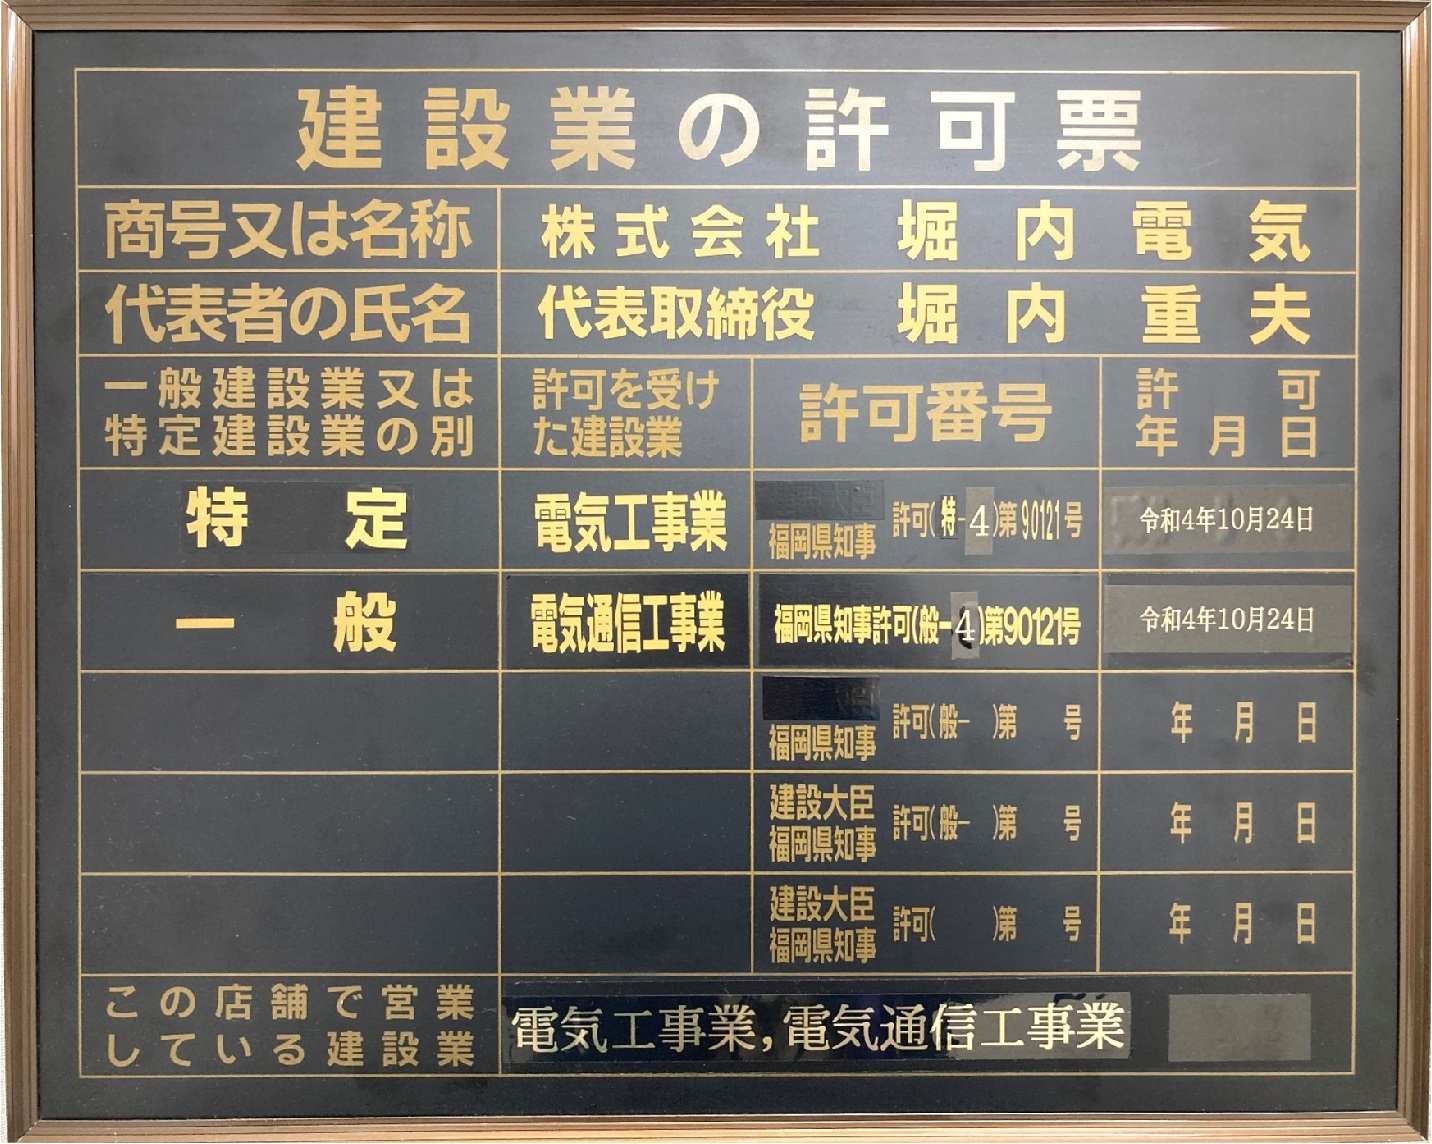 建設業の許可票
商号又は名称 株式会社 堀内電気
代表者の氏名 代表取締役 堀内重夫
一般建設業又は
特定建設業の別
許可を受け
た建設業
許可番号
許可
年月日
特定 電気工事業 福岡県知事 許可(特-4)第90121号 令和4年10月24日
一般 電気通信工事業 福岡県知事許可(般-4)第90121号 令和4年10月24日
福岡県知事 許可(般- )第 号 年 月 日
建設大臣
福岡県知事 許可(般- )第 号 年 月 日
建設大臣
福岡県知事 許可( )第 号 年 月 日
この店舗で営業
している建設業
電気工事業,電気通信工事業